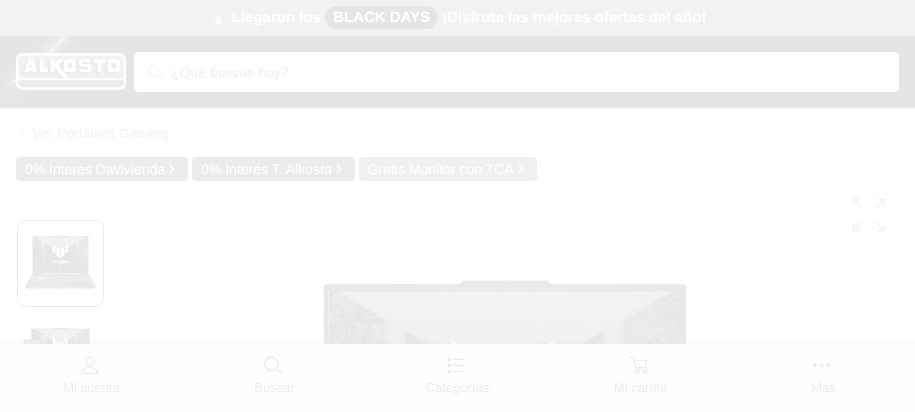 Llegaron los BLACK DAYS ¡Disfruta las mejores ofertas del año!
ALKOSTO
¿Qué buscas hoy?
Ver Portátiles Gaming
0% Interés Davivienda
0% Interés T. Alkosto
Gratis Monitor con TCA
Mi cuenta
Buscar
Categorías
Mi carrito
Más